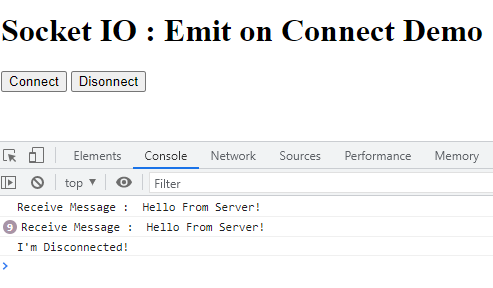 Socket IO : Emit on Connect Demo
Connect Disonnect
Elements Console Network Sources Performance Memory
top ▼ Filter
Receive Message :  Hello From Server!
9 Receive Message :  Hello From Server!
I'm Disconnected!
>